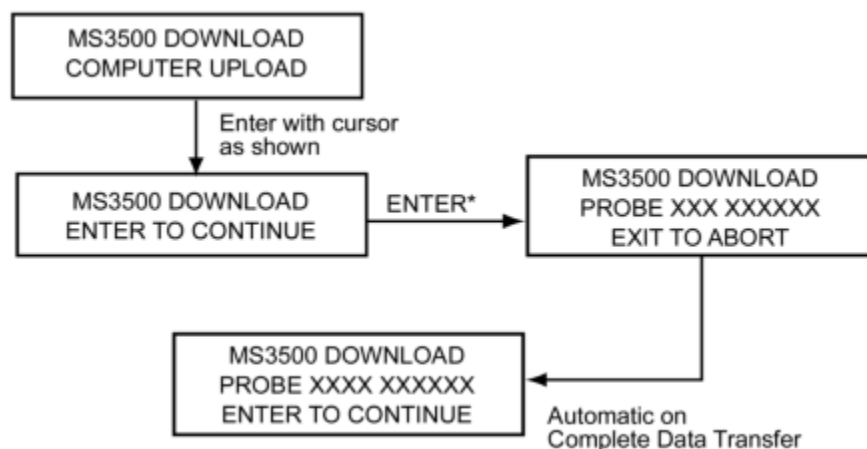 MS3500 DOWNLOAD
COMPUTER UPLOAD
Enter with cursor
as shown
MS3500 DOWNLOAD
ENTER TO CONTINUE
ENTER*
MS3500 DOWNLOAD
PROBE XXX XXXXXX
EXIT TO ABORT
MS3500 DOWNLOAD
PROBE XXXX XXXXXX
ENTER TO CONTINUE
Automatic on
Complete Data Transfer